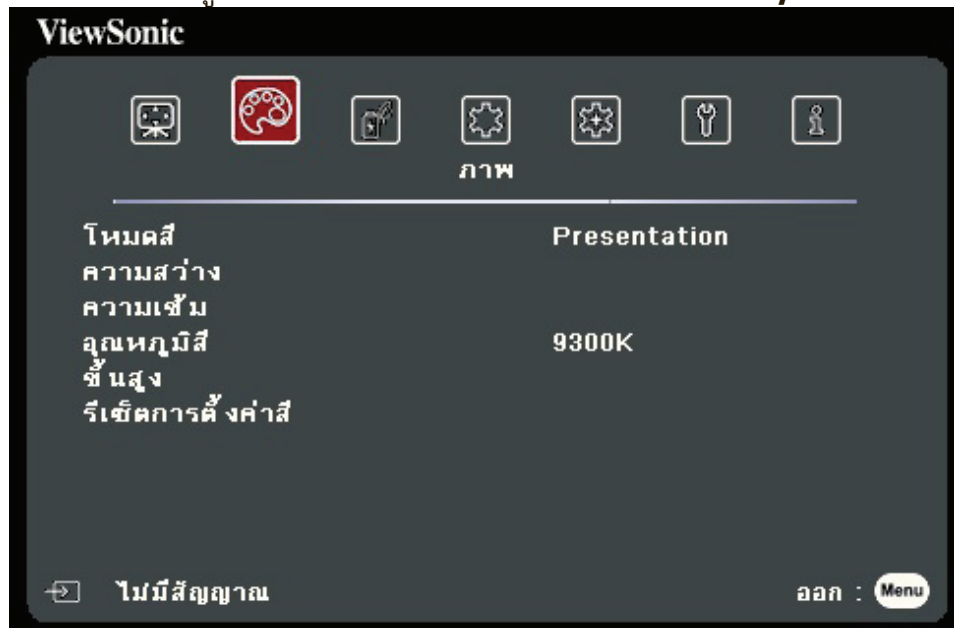 ViewSonic
ภาพ
โหมดสี Presentation
ความสว่าง
ความเข้ม
อุณหภูมิสี 9300K
ขั้นสูง
รีเซ็ตการตั้งค่าสี
ไม่มีสัญญาณ ออก : Menu